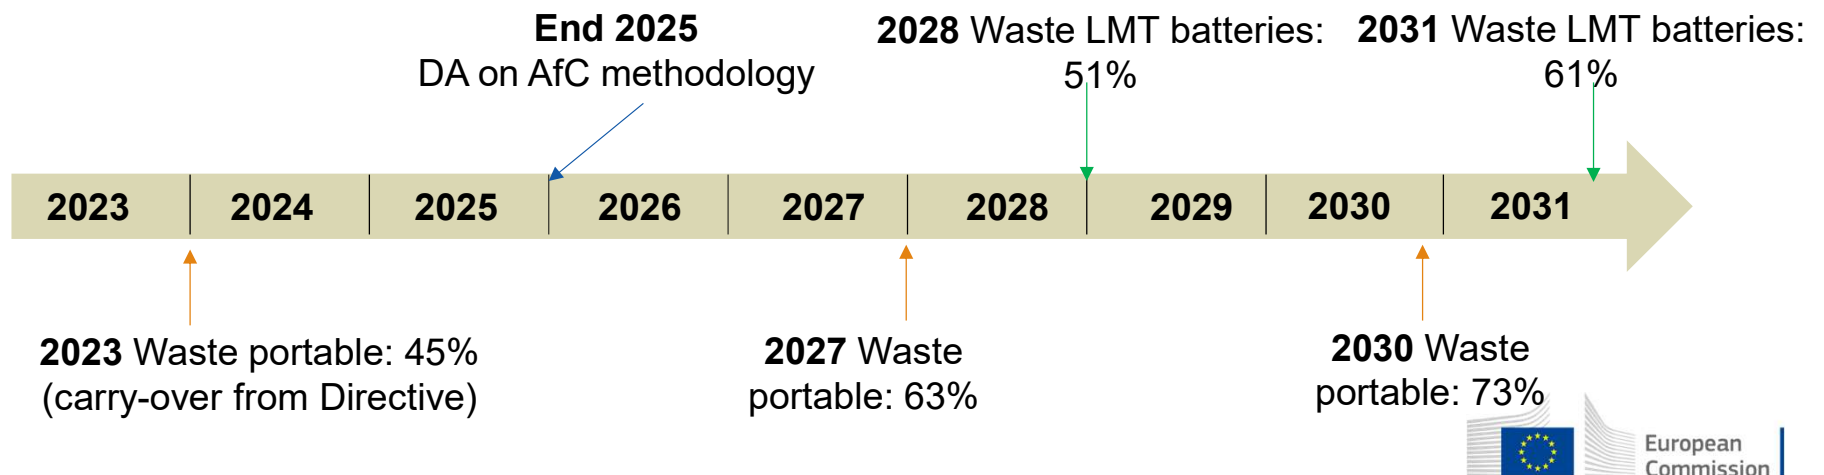 End 2025
DA on AfC methodology
2028 Waste LMT batteries:
51%
2031 Waste LMT batteries:
61%
2023
2024
2025
2026
2027
2028
2029
2030
2031
2023 Waste portable: 45%
(carry-over from Directive)
2027 Waste
portable: 63%
2030 Waste
portable: 73%
European
Commission